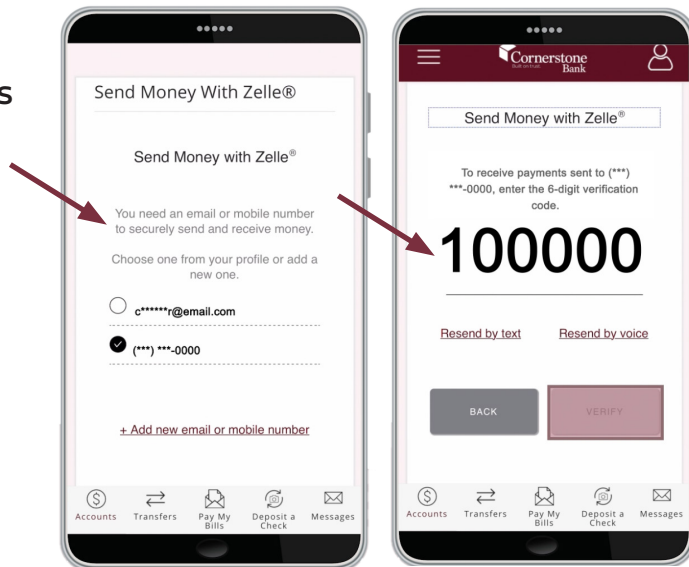 s
Send Money With Zelle®
Send Money with Zelle®
You need an email or mobile number
to securely send and receive money.
Choose one from your profile or add a
new one.
c******r@email.com
(***) ***-0000
+ Add new email or mobile number
Accounts
Transfers
Pay My
Bills
Deposit a
Check
Messages
Cornerstone
Built on trust.
Bank
Send Money with Zelle®
To receive payments sent to (***)
***-0000, enter the 6-digit verification
code.
100000
Resend by text
Resend by voice
BACK
VERIFY
Accounts
Transfers
Pay My
Bills
Deposit a
Check
Messages